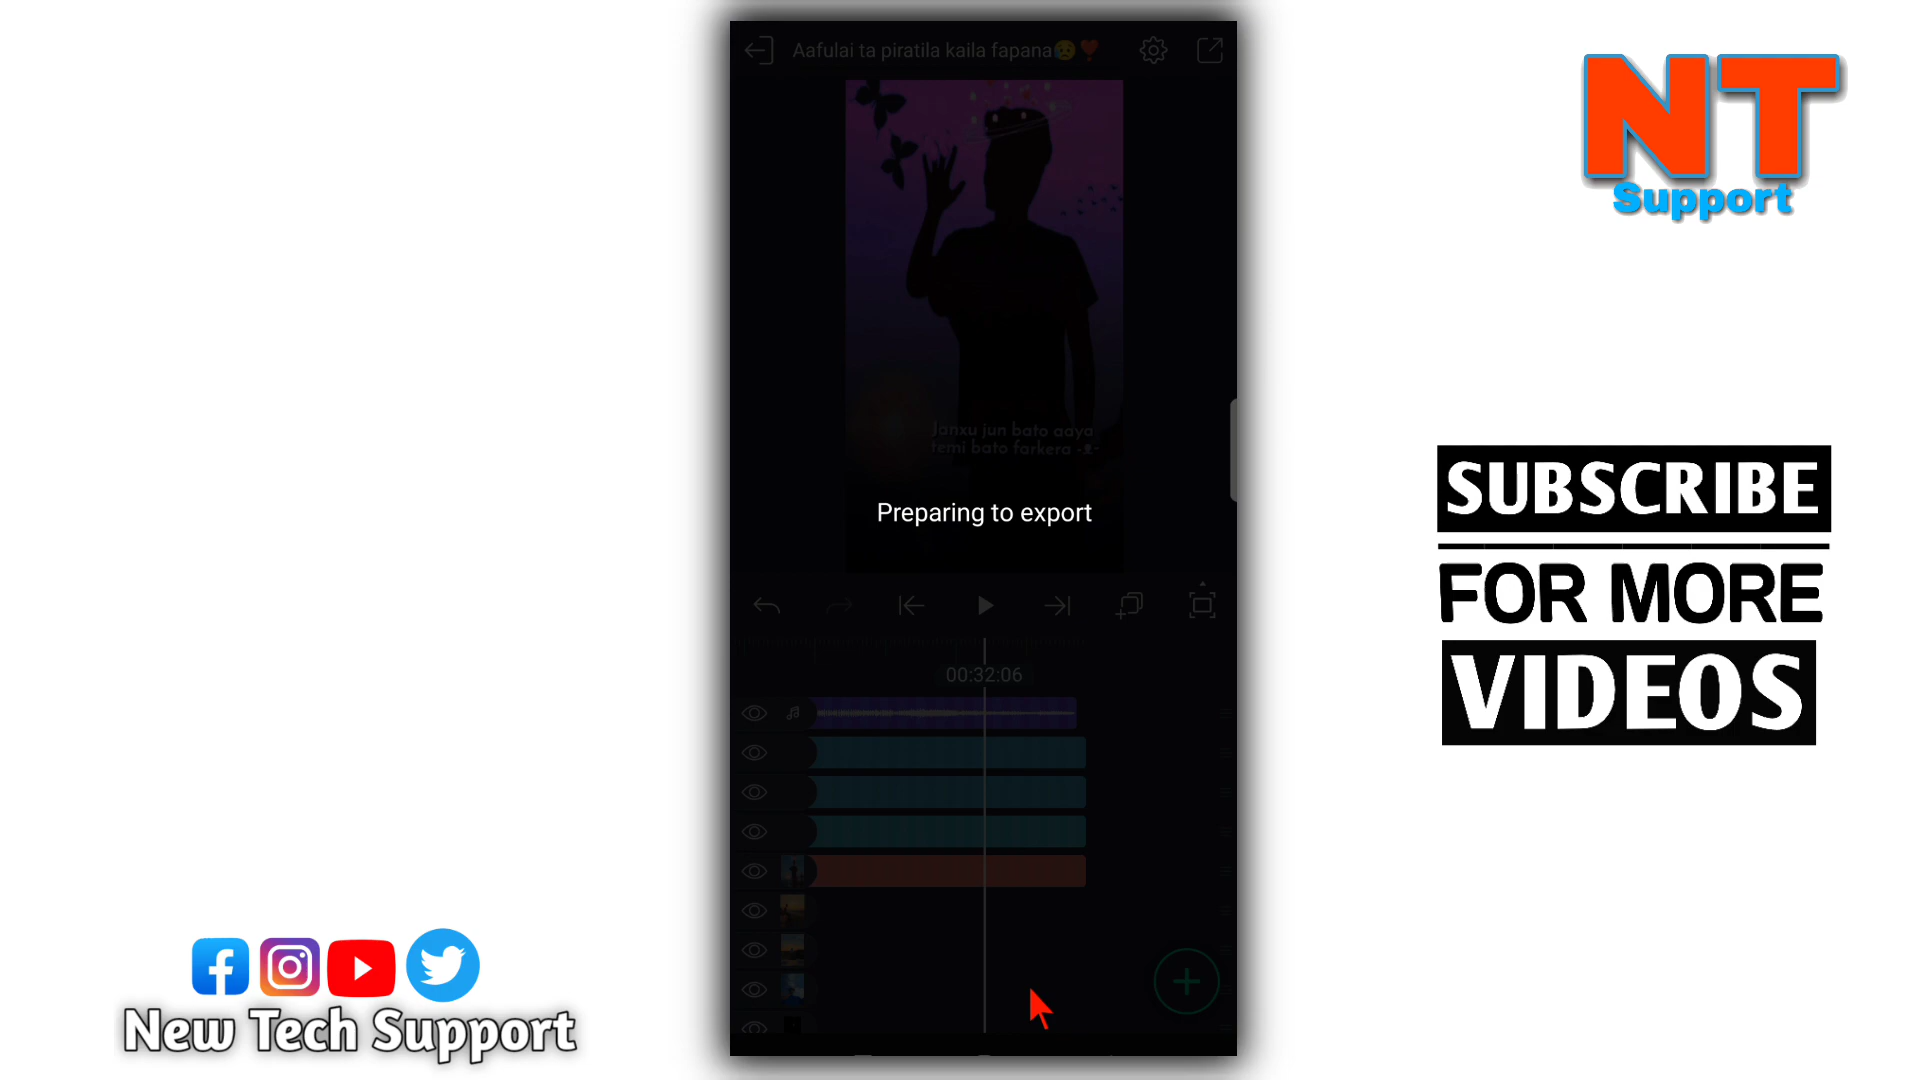 Aafulai ta piratila kaila fapana😥❣️
NT
Support
Janxu jun bato aaya
temi bato farkera -ᴥ-
Preparing to export
SUBSCRIBE
FOR MORE
VIDEOS
00:32:06
New Tech Support